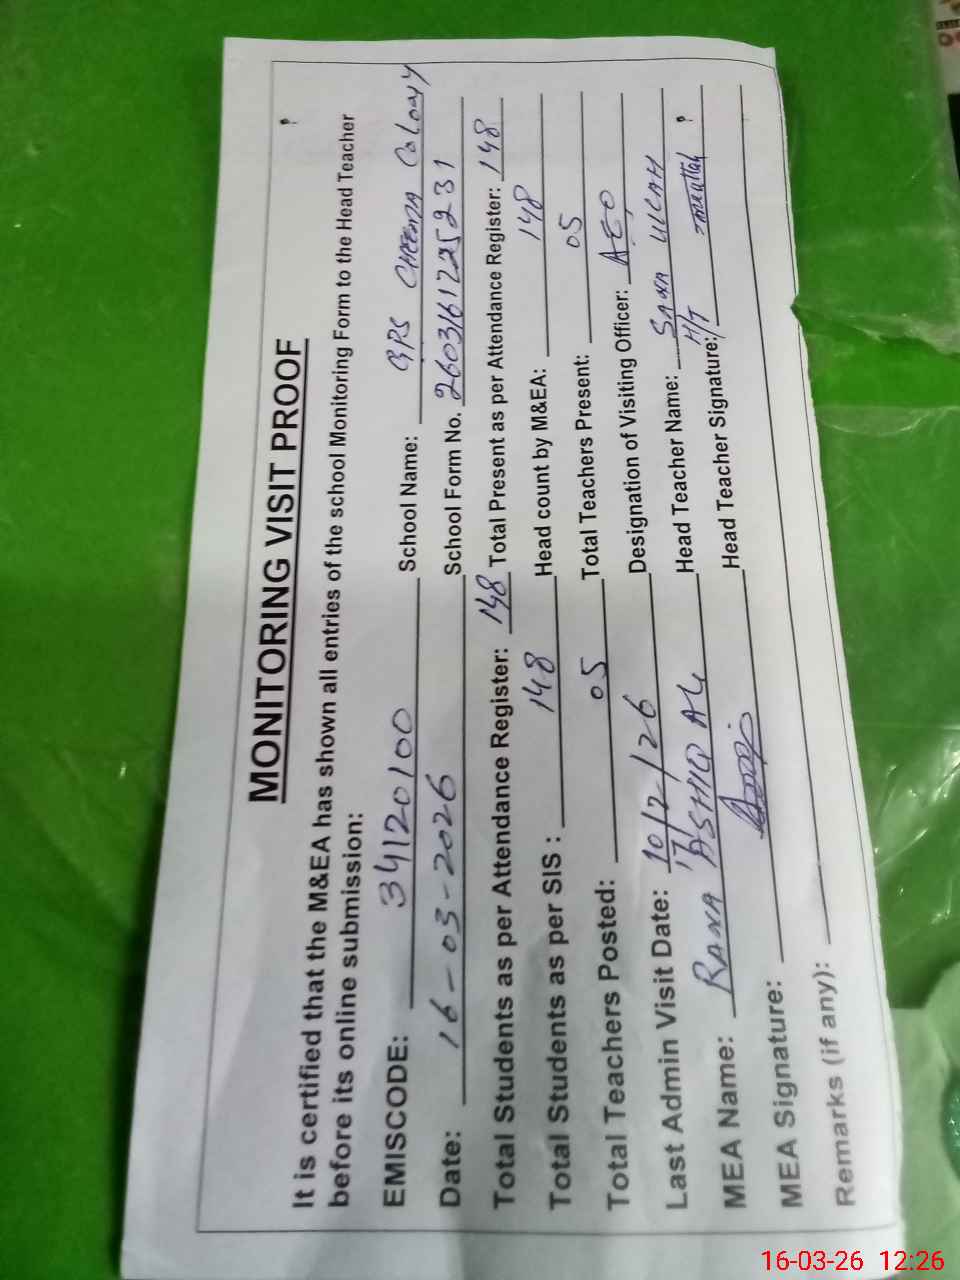 MONITORING VISIT PROOF
It is certified that the M&EA has shown all entries of the school Monitoring Form to the Head Teacher
before its online submission:
EMISCODE: 34120100 School Name: GPS CHEEMA COLONY
Date: 16-03-2026 School Form No. 26031617225231
Total Students as per Attendance Register: 148 Total Present as per Attendance Register: 148
Total Students as per SIS : 148 Head count by M&EA: 148
Total Teachers Posted: 05 Total Teachers Present: 05
Last Admin Visit Date: 10/2/26 Designation of Visiting Officer: AEO
MEA Name: RANA ASHIQ ALI Head Teacher Name: SANA ULLAH
MEA Signature: Head Teacher Signature: H/T
Remarks (if any):
16-03-26 12:26